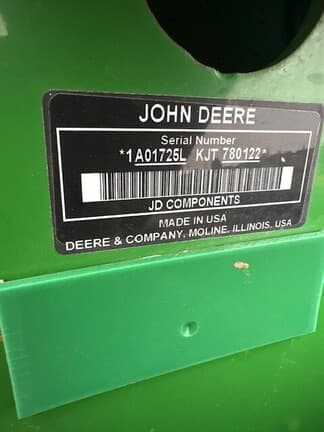 JOHN DEERE
Serial Number
*1A01725L KJT 780122*
JD COMPONENTS
MADE IN USA
DEERE & COMPANY, MOLINE, ILLINOIS, USA